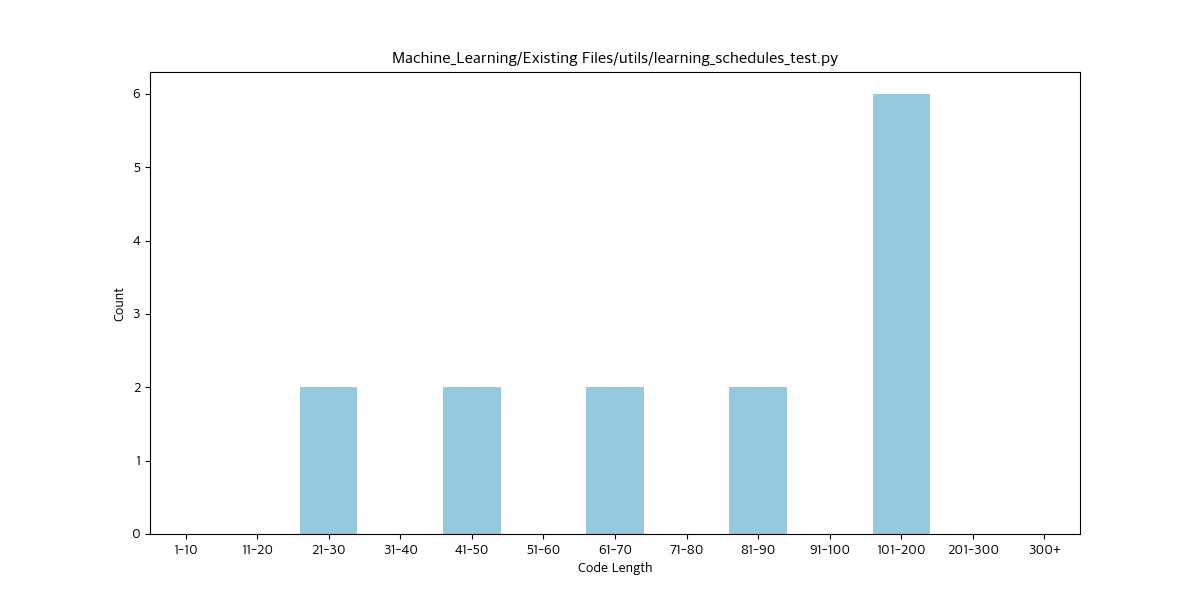 Machine_Learning/Existing Files/utils/learning_schedules_test.py
6
5
4
3
2
1
0
Count
1-10 11-20 21-30 31-40 41-50 51-60 61-70 71-80 81-90 91-100 101-200 201-300 300+
Code Length